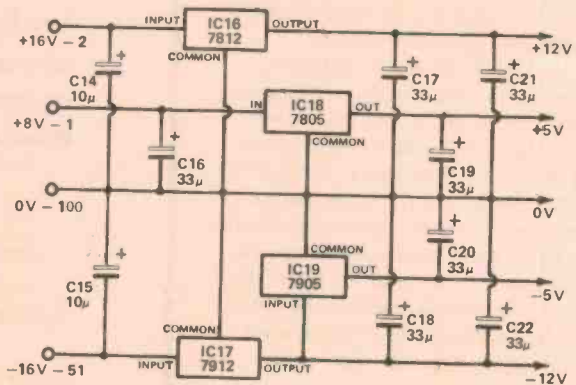 +16V - 2
INPUT
IC16
7812
OUTPUT
COMMON
+12V
+
C14
10µ
+
C17
33µ
+
C21
33µ
+8V - 1
IN
IC18
7805
OUT
COMMON
+5V
+
C16
33µ
+
C19
33µ
0V - 100
0V
+
C15
10µ
COMMON
IC19
7905
OUT
INPUT
+
C20
33µ
-5V
COMMON
+
C18
33µ
+
C22
33µ
-16V - 51
INPUT
IC17
7912
OUTPUT
-12V